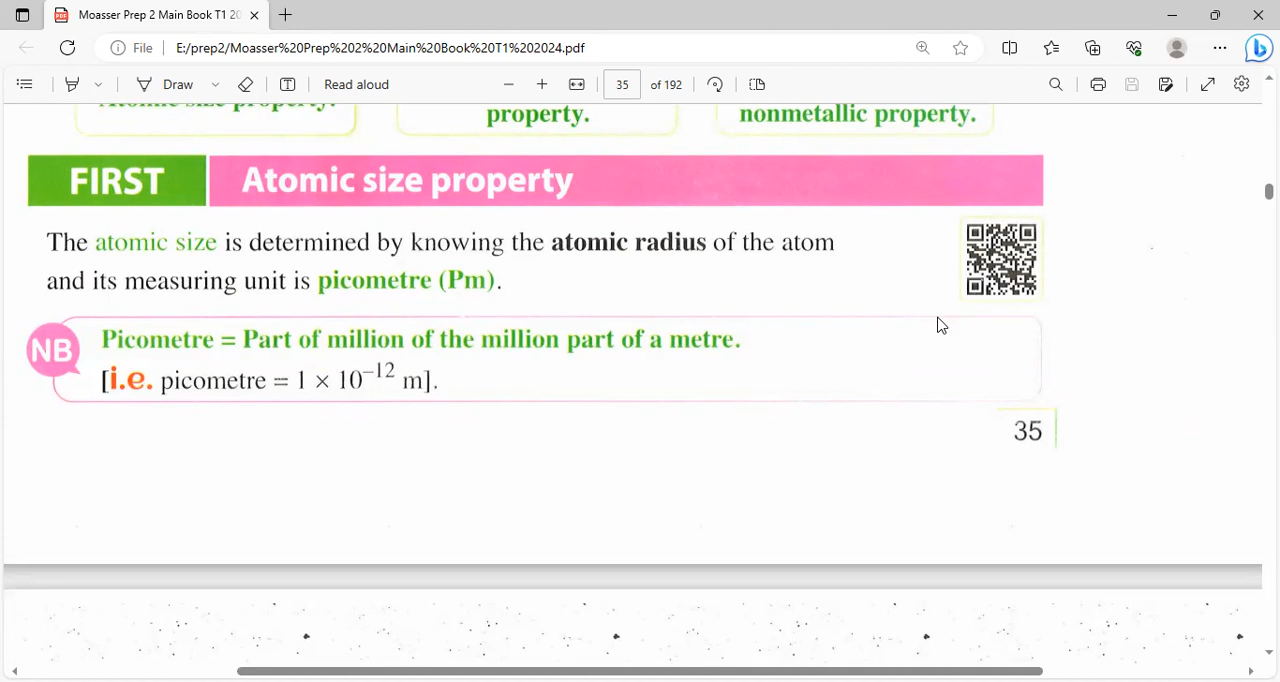 Moasser Prep 2 Main Book T1 20
File E:/prep2/Moasser%20Prep%202%20Main%20Book%20T1%202024.pdf
Draw Read aloud 35 of 192
Atomic size property.
property.
nonmetallic property.
FIRST Atomic size property
The atomic size is determined by knowing the atomic radius of the atom
and its measuring unit is picometre (Pm).
NB Picometre = Part of million of the million part of a metre.
[i.e. picometre = 1 × 10⁻¹² m].
35